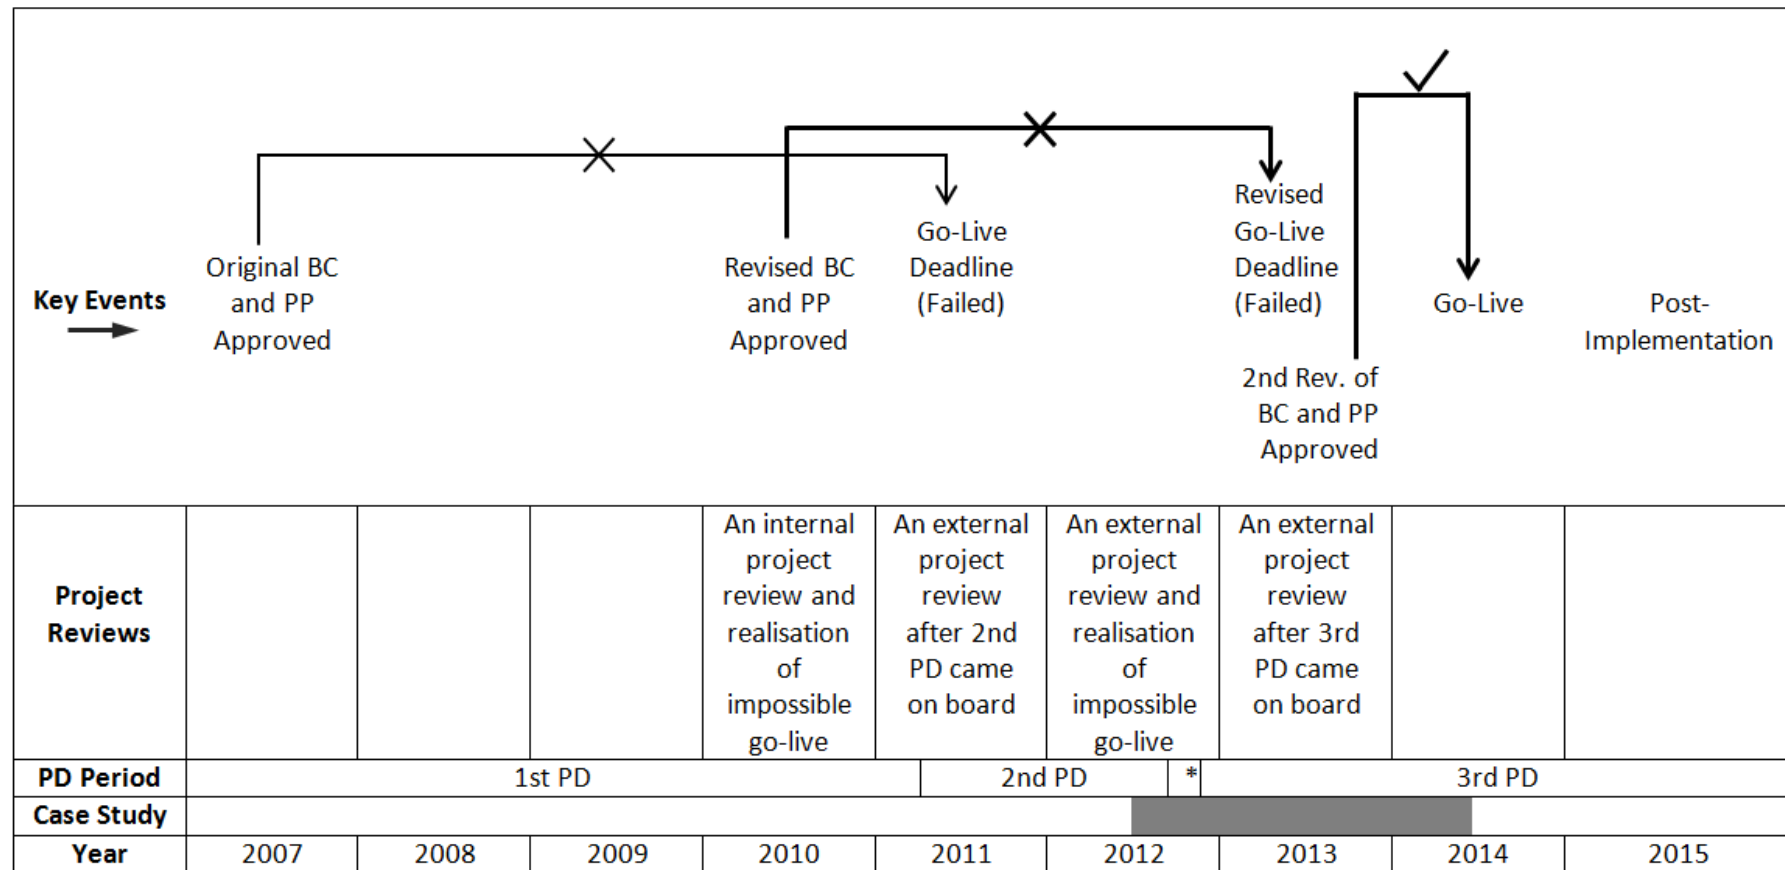 Key Events
Original BC
and PP
Approved
Revised BC
and PP
Approved
Go-Live
Deadline
(Failed)
Revised
Go-Live
Deadline
(Failed)
2nd Rev. of
BC and PP
Approved
Go-Live
Post-
Implementation
Project
Reviews
An internal
project
review and
realisation
of
impossible
go-live
An external
project
review
after 2nd
PD came
on board
An external
project
review and
realisation
of
impossible
go-live
An external
project
review
after 3rd
PD came
on board
PD Period
1st PD
2nd PD
*
3rd PD
Case Study
Year
2007
2008
2009
2010
2011
2012
2013
2014
2015